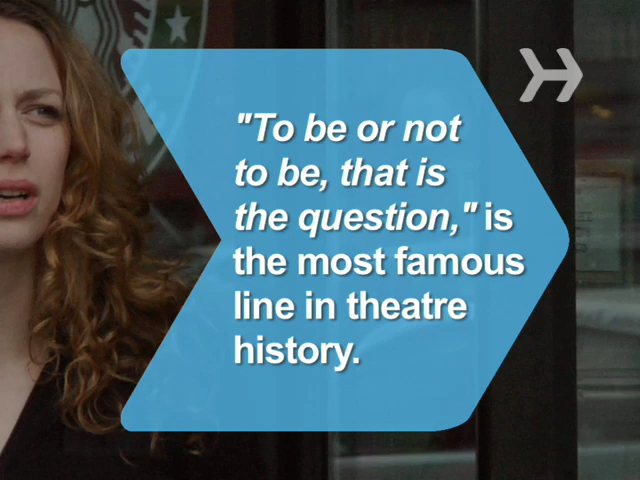 "To be or not
to be, that is
the question," is
the most famous
line in theatre
history.